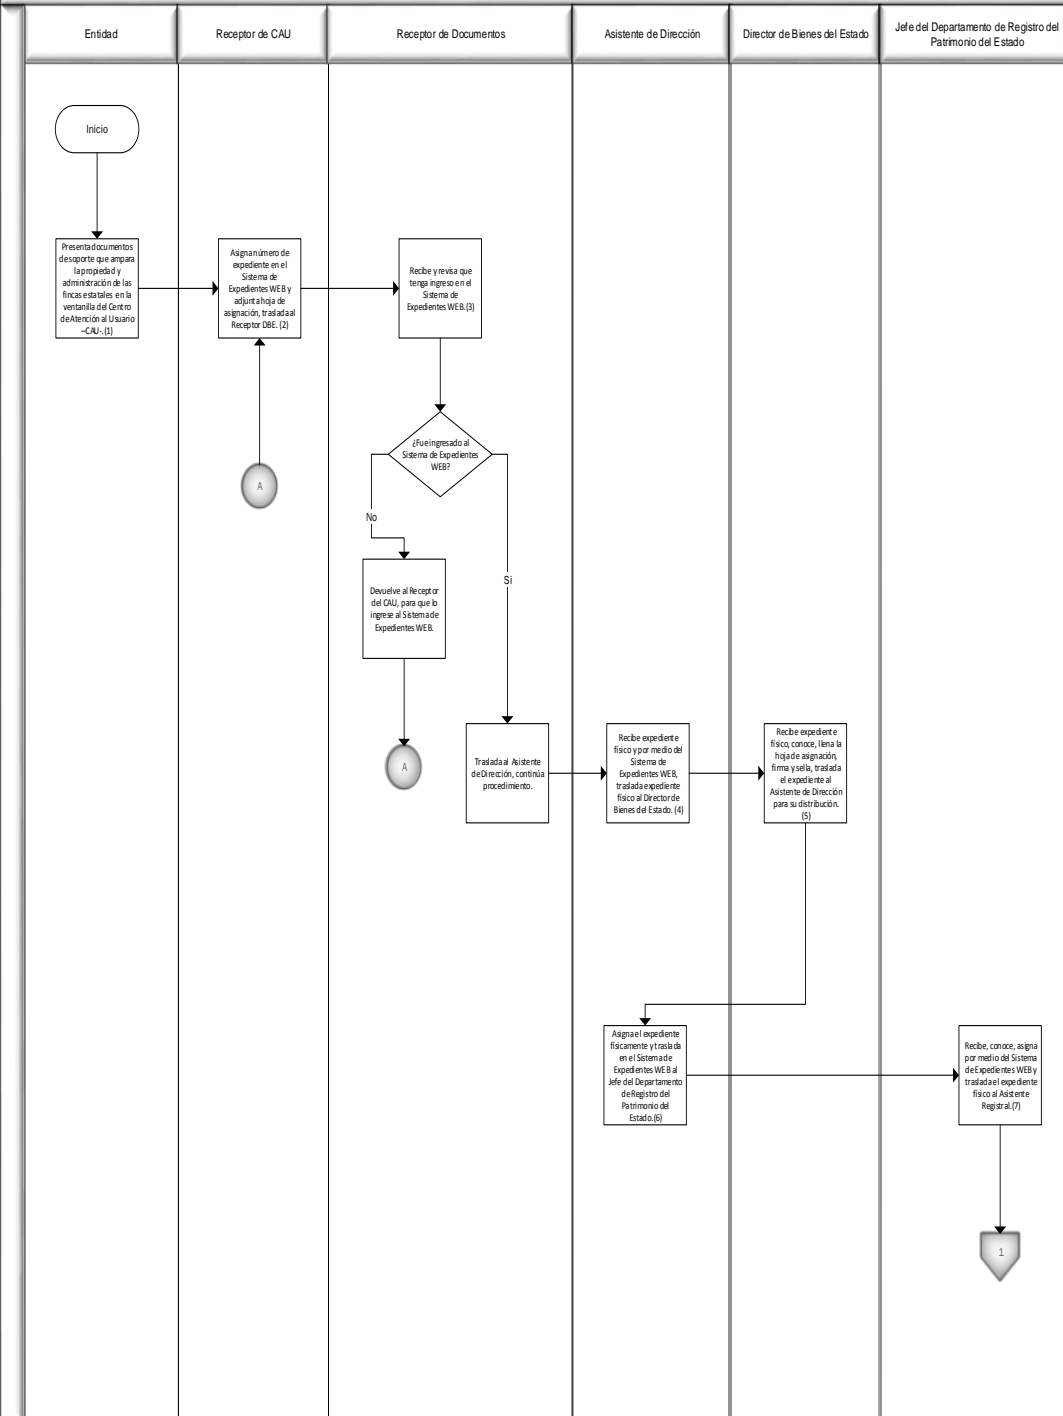 Entidad
Receptor de CAU
Receptor de Documentos
Asistente de Dirección
Director de Bienes del Estado
Jefe del Departamento de Registro del
Patrimonio del Estado
Inicio
Presenta documentos
de soporte que ampara
la propiedad y
administración de las
fincas estatales en la
ventanilla del Centro
de Atención al Usuario
–CAU-.(1)
Asigna número de
expediente en el
Sistema de
Expedientes WEB y
adjunta hoja de
asignación, traslada al
Receptor DBE. (2)
Recibe y revisa que
tenga ingreso en el
Sistema de
Expedientes WEB.(3)
¿Fue ingresado al
Sistema de Expedientes
WEB?
A
No
Si
Devuelve al Receptor
del CAU, para que lo
ingrese al Sistema de
Expedientes WEB.
A
Traslada al Asistente
de Dirección, continúa
procedimiento.
Recibe expediente
físico y por medio del
Sistema de
Expedientes WEB,
traslada expediente
físico al Director de
Bienes del Estado. (4)
Recibe expediente
físico, conoce, llena la
hoja de asignación,
firma y sella, traslada
el expediente al
Asistente de Dirección
para su distribución.
(5)
Asigna el expediente
físicamente y traslada
en el Sistema de
Expedientes WEB al
Jefe del Departamento
de Registro del
Patrimonio del
Estado.(6)
Recibe, conoce, asigna
por medio del Sistema
de Expedientes WEB y
traslada el expediente
físico al Asistente
Registral.(7)
1